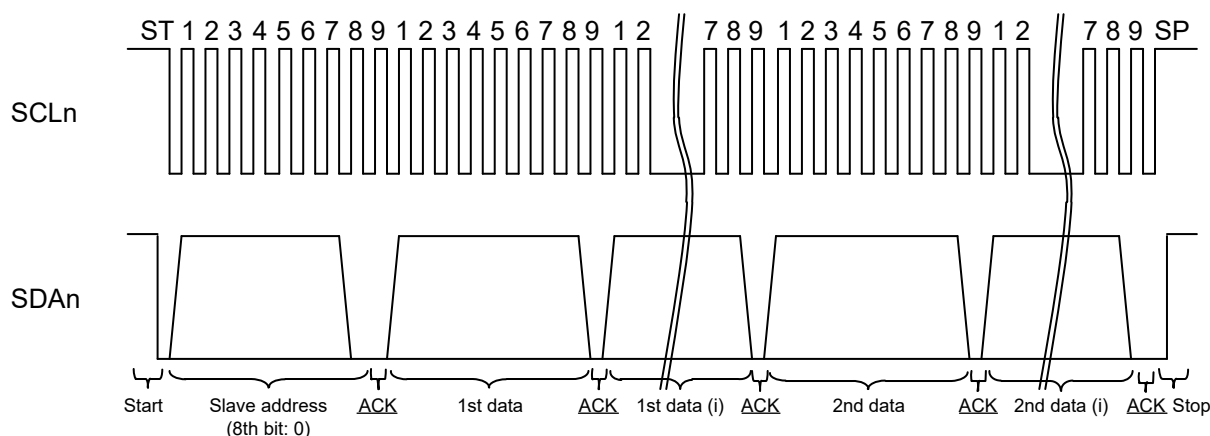 ST 1 2 3 4 5 6 7 8 9 1 2 3 4 5 6 7 8 9 1 2 7 8 9 1 2 3 4 5 6 7 8 9 1 2 7 8 9 SP
SCLn
SDAn
Start Slave address ACK 1st data ACK 1st data (i) ACK 2nd data ACK 2nd data (i) ACK Stop
(8th bit: 0)